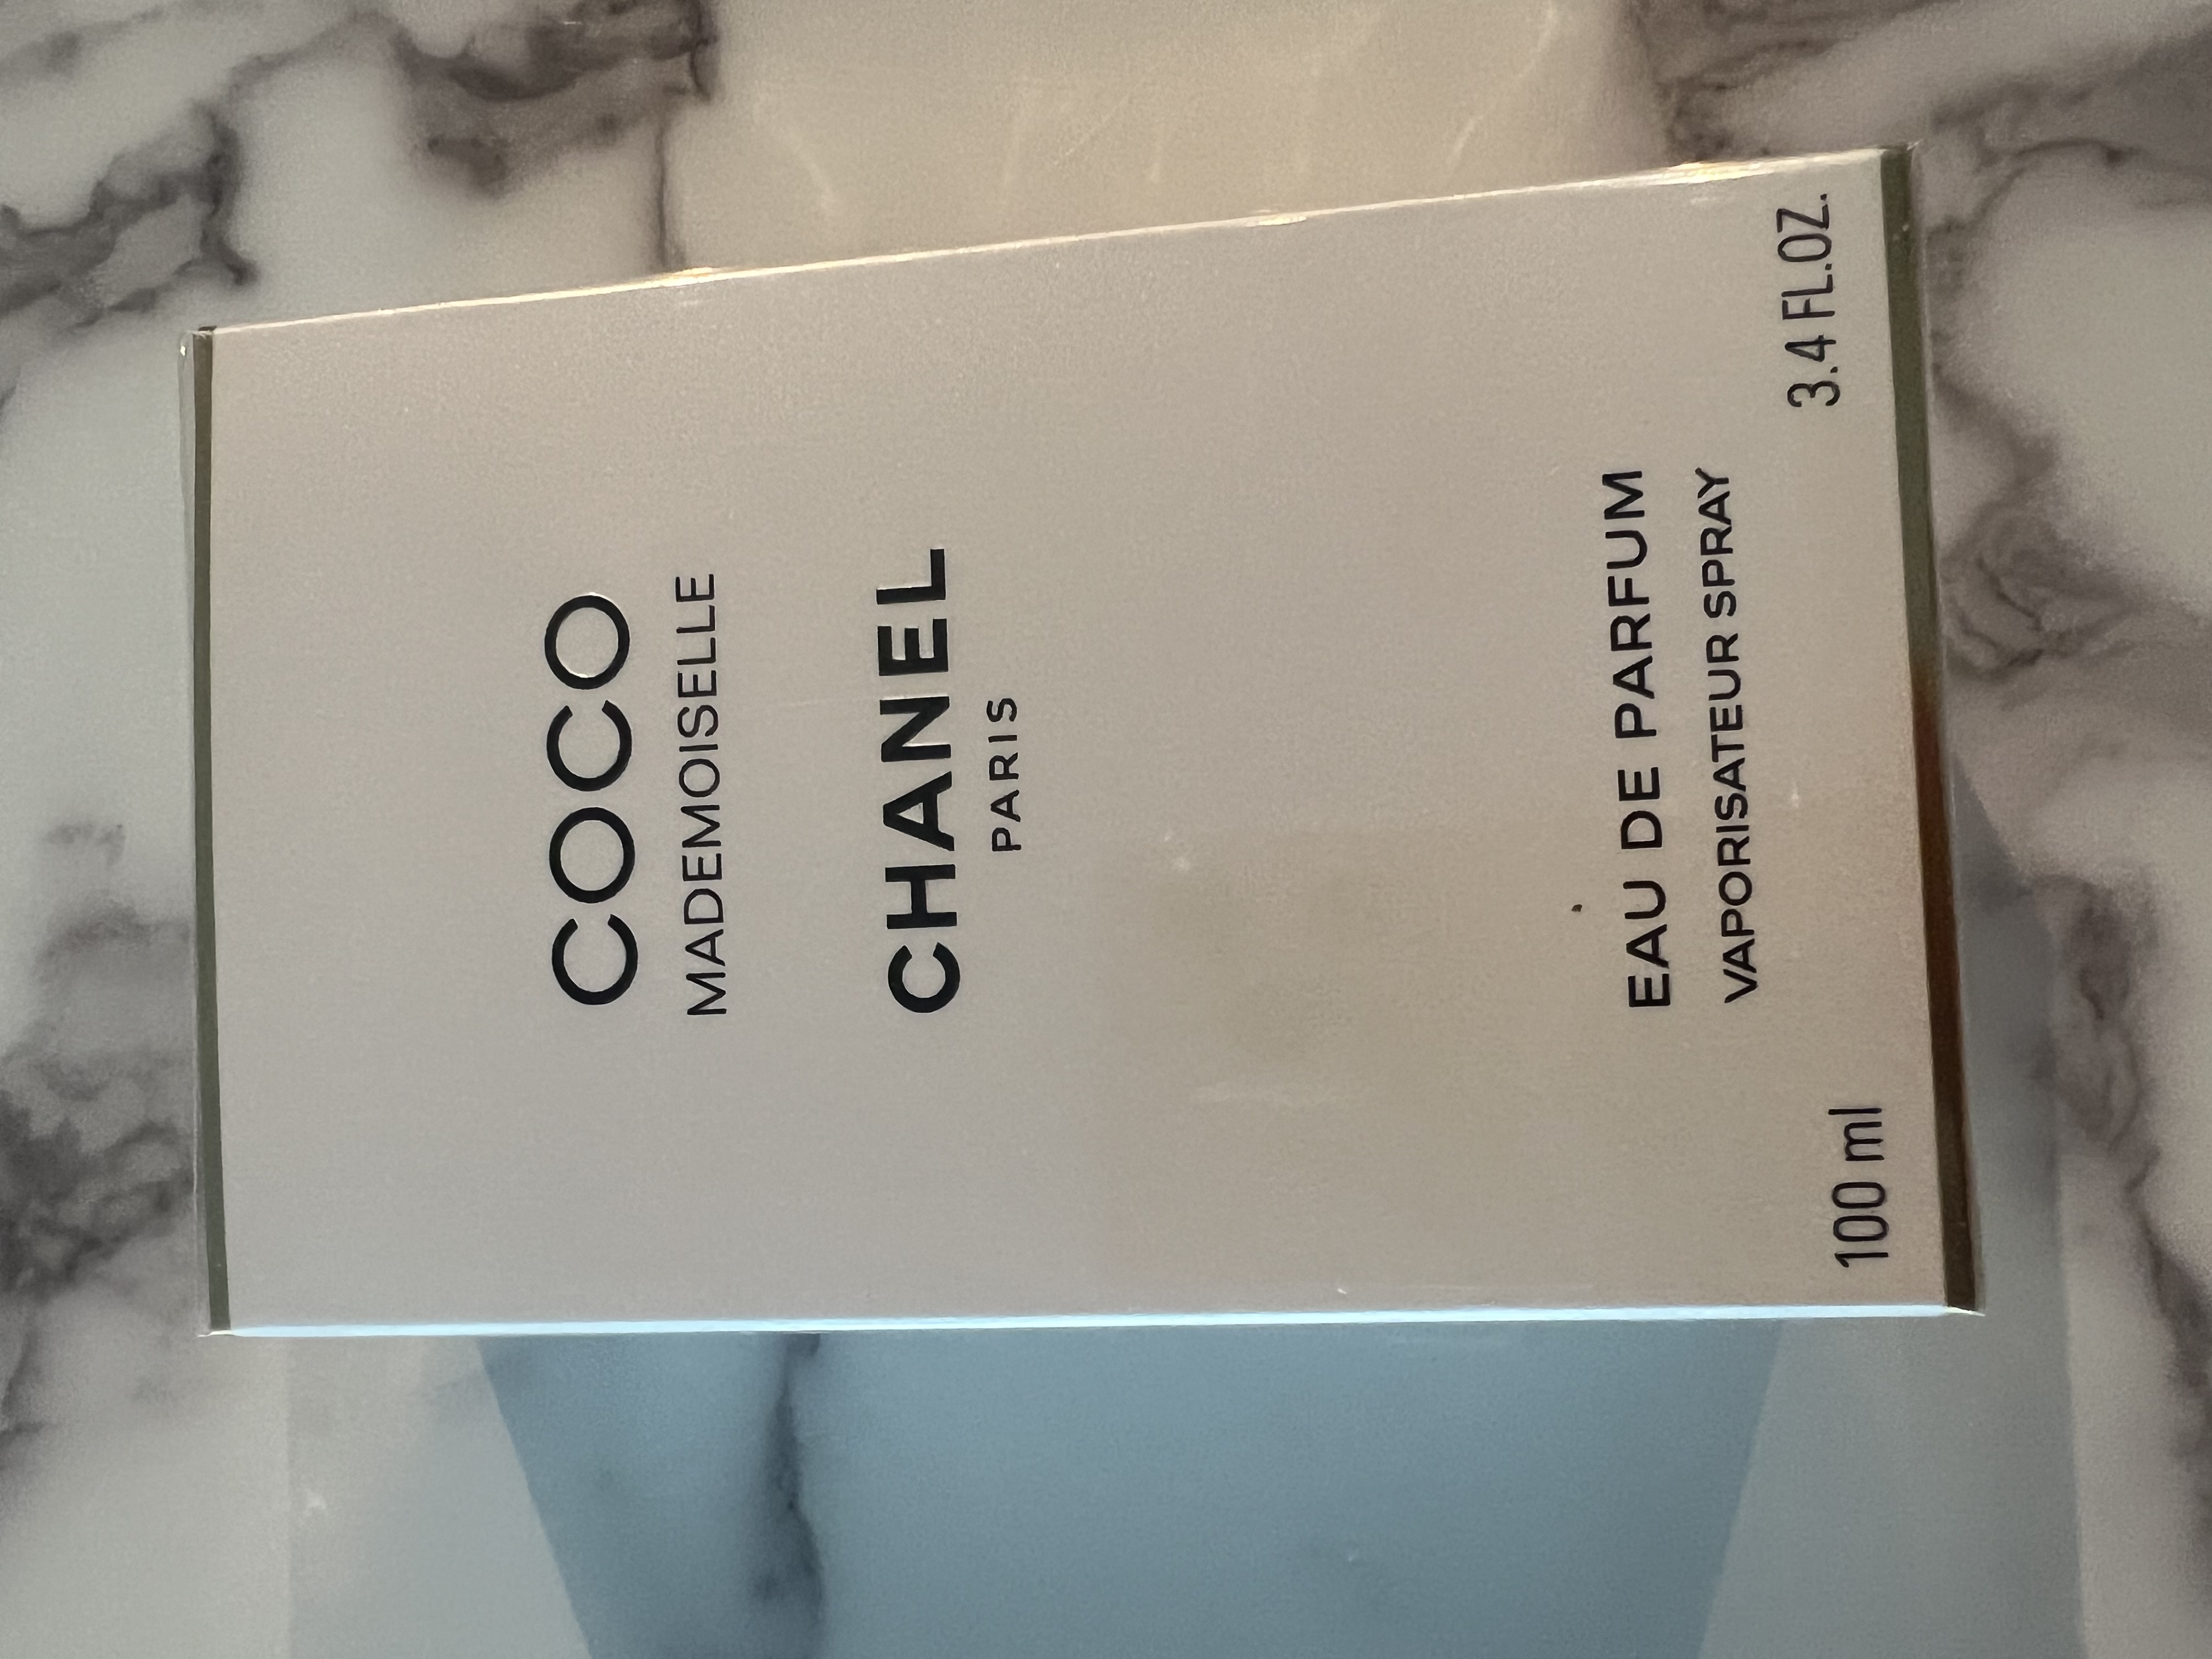 COCO
MADEMOISELLE
CHANEL
PARIS
EAU DE PARFUM
VAPORISATEUR SPRAY
100 ml 3.4 FL.OZ.